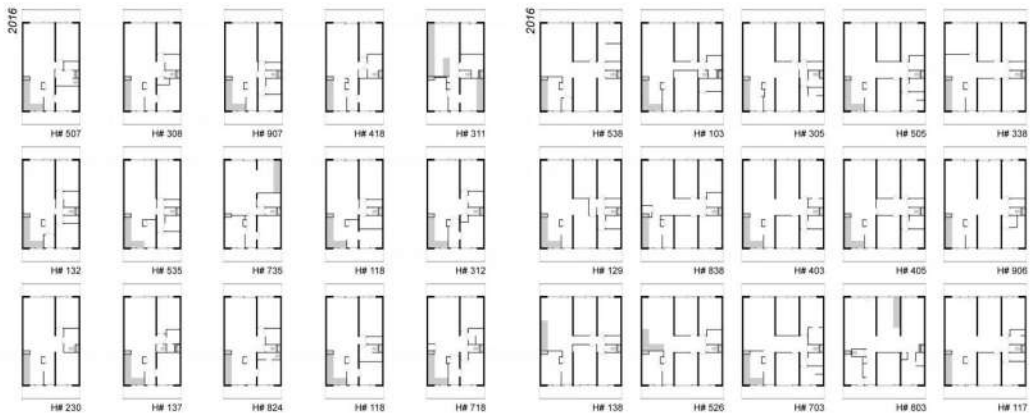 2016
H# 507 H# 308 H# 907 H# 418 H# 311
H# 132 H# 535 H# 735 H# 118 H# 312
H# 230 H# 137 H# 824 H# 118 H# 718
2016
H# 538 H# 103 H# 305 H# 505 H# 338
H# 129 H# 838 H# 403 H# 405 H# 906
H# 138 H# 526 H# 703 H# 803 H# 117